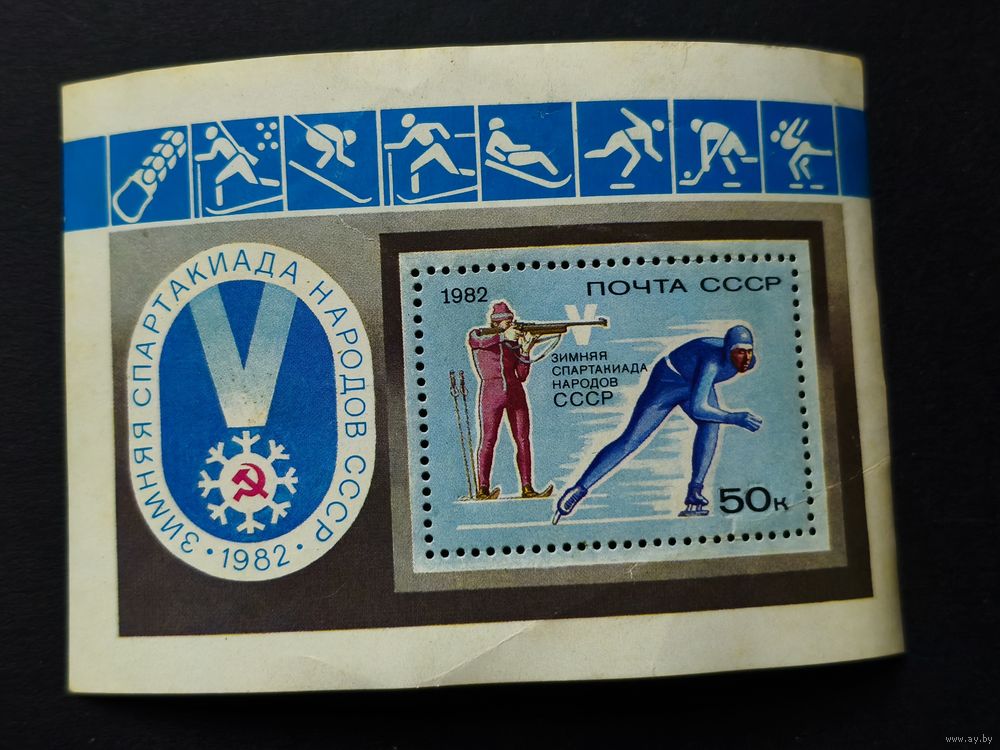 ЗИМНЯЯ СПАРТАКИАДА НАРОДОВ СССР
V
• 1982 •
1982
ПОЧТА СССР
V
ЗИМНЯЯ
СПАРТАКИАДА
НАРОДОВ
СССР
50к
www.ay.by